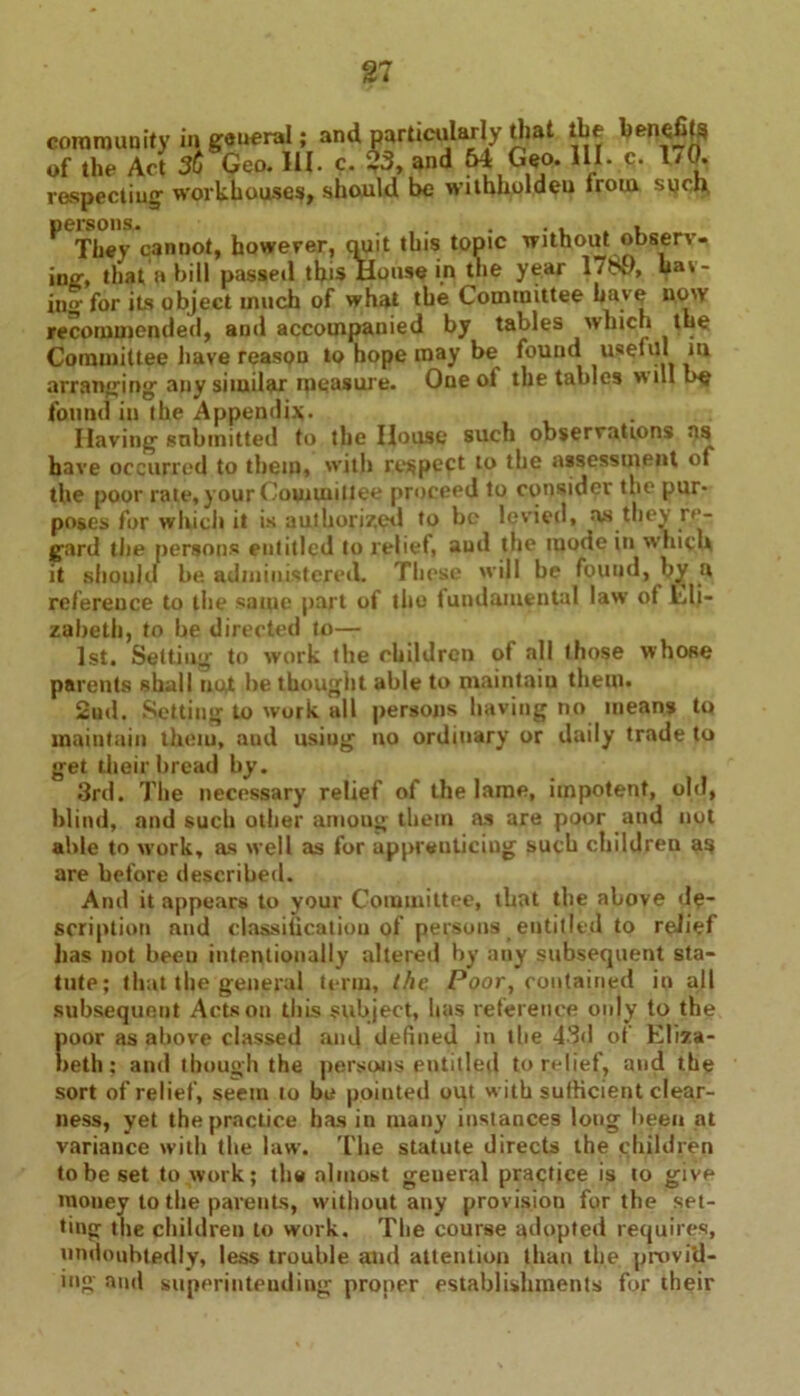 27
community in general; and particularly that the benefits
of the Act 36 Geo. III. c. 23, and 54 Geo. III. c. 170.
respecting workhouses, should be withholden from such
persons.
They cannot, however, quit this topic without observ-
ing, that a bill passed this House in the year 1789, hav-
ing for its object much of what the Committee have now
recommended, and accompanied by tables which the
Committee have reason to hope may be found useful in
arranging any similar measure. One of the tables will be
found in the Appendix.
Having submitted to the House such observations as
have occurred to them, with respect to the assessment of
the poor rate, your Committee proceed to consider the pur-
poses for which it is authorized to be levied, as they re-
gard the persons entitled to relief, and the mode in which
it should be administered. These will be found, by a
reference to the same part of the fundamental law of Eli-
zabeth, to be directed to—
1st. Setting to work the children of all those whose
parents shall not be thought able to maintain them.
2nd. Setting to work all persons having no means to
maintain them, and using no ordinary or daily trade to
get their bread by.
3rd. The necessary relief of the lame, impotent, old,
blind, and such other among them as are poor and not
able to work, as well as for apprenticing such children as
are before described.
And it appears to your Committee, that the above de-
scription and classification of persons entitled to relief
has not been intentionally altered by any subsequent sta-
tute; that the general term, the Poor, contained in all
subsequent Acts on this subject, has reference only to the
poor as above classed and defined in the 43d of Eliza-
beth; and though the persons entitled to relief, and the
sort of relief, seem to be pointed out with sufficient clear-
ness, yet the practice has in many instances long been at
variance with the law. The statute directs the children
to be set to work; the almost general practice is to give
money to the parents, without any provision for the set-
ting the children to work. The course adopted requires,
undoubtedly, less trouble and attention than the provid-
ing and superintending proper establishments for their